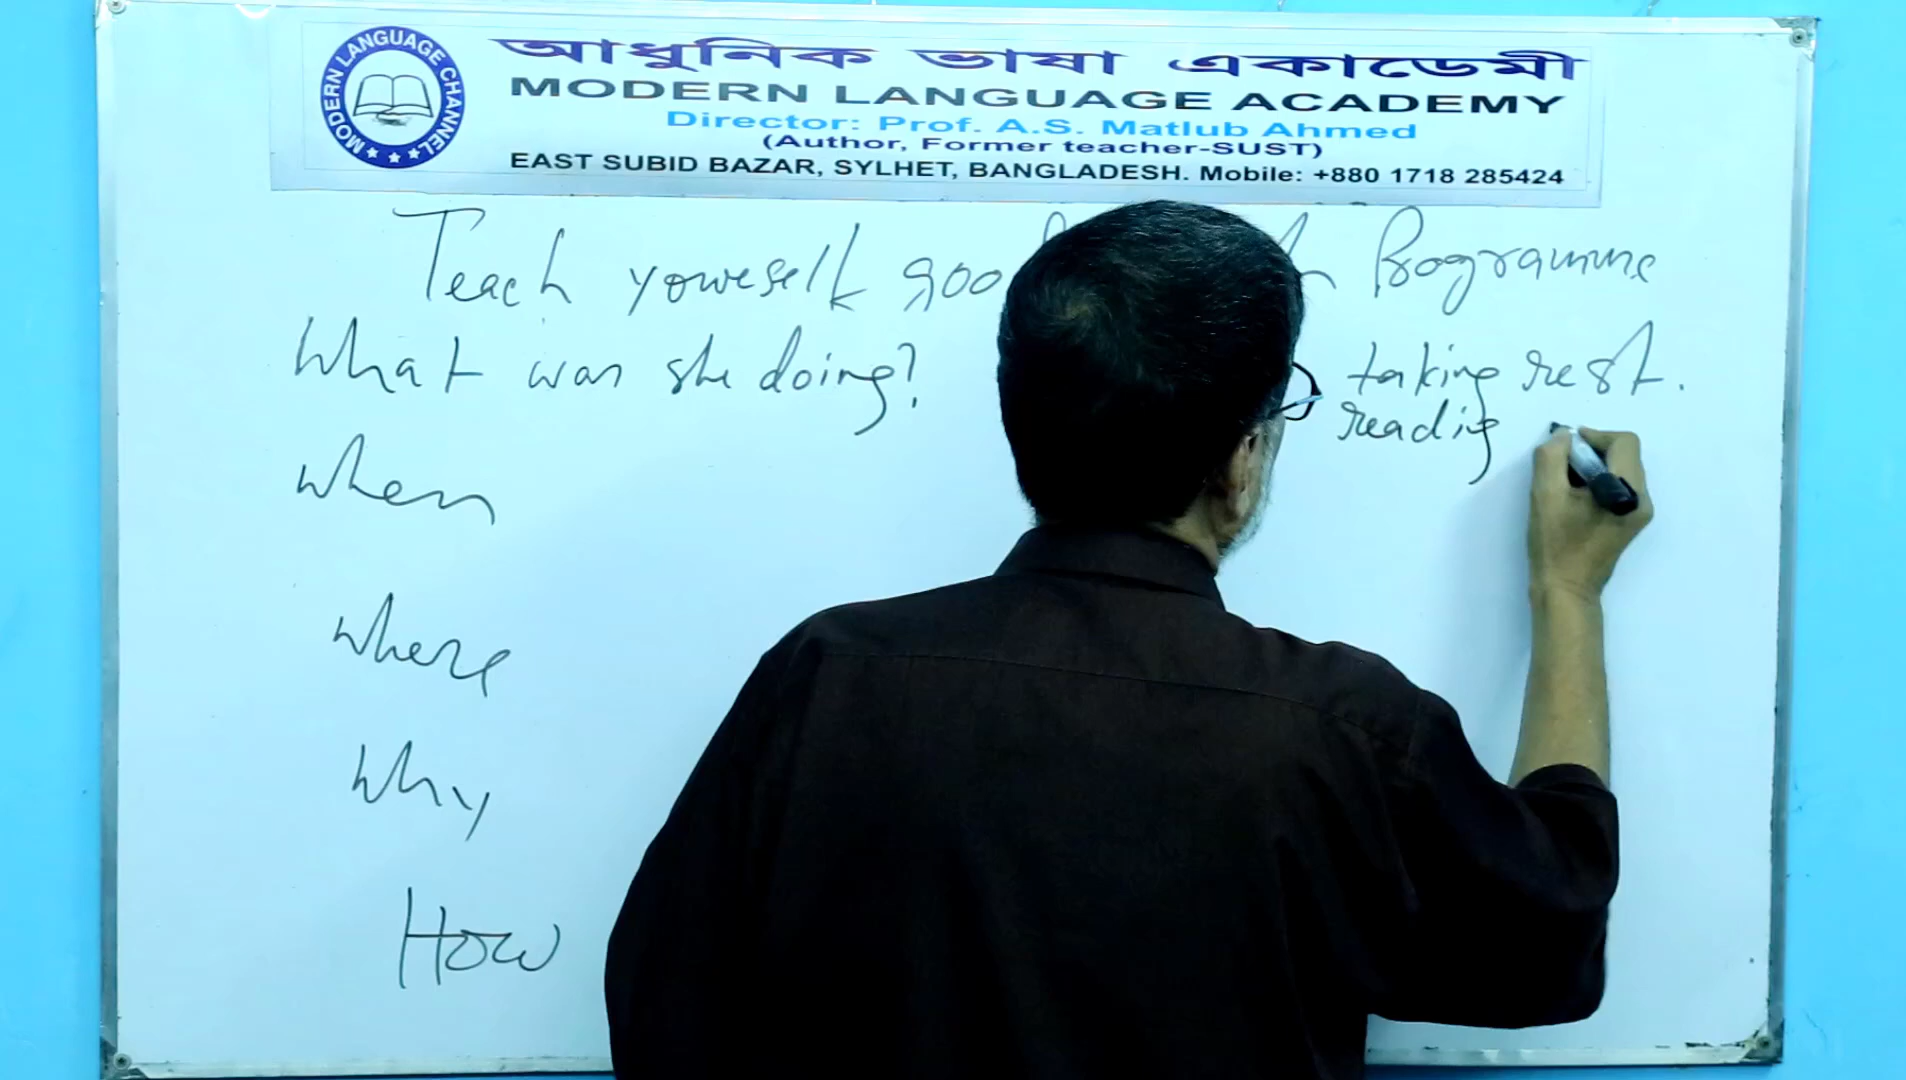 MODERN LANGUAGE CHANNEL
আধুনিক ভাষা একাডেমী
MODERN LANGUAGE ACADEMY
Director: Prof. A.S. Matlub Ahmed
(Author, Former teacher-SUST)
EAST SUBID BAZAR, SYLHET, BANGLADESH. Mobile: +880 1718 285424
Teach Programme
What was she doing? taking rest.
reading
when
where
why
How